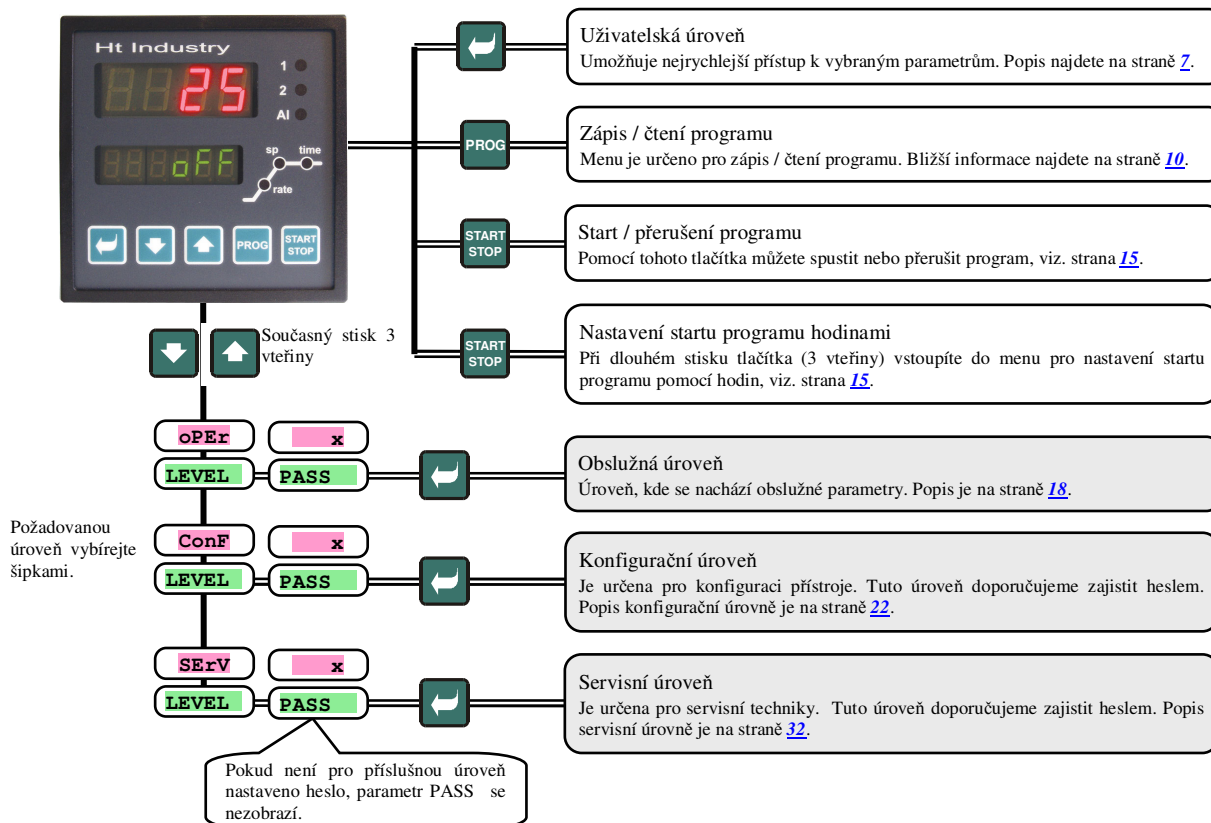 Ht Industry
25
1
2
AI
oFF
sp
time
rate
PROG
START
STOP
Uživatelská úroveň
Umožňuje nejrychlejší přístup k vybraným parametrům. Popis najdete na straně 7.
PROG
Zápis / čtení programu
Menu je určeno pro zápis / čtení programu. Bližší informace najdete na straně 10.
START
STOP
Start / přerušení programu
Pomocí tohoto tlačítka můžete spustit nebo přerušit program, viz. strana 15.
START
STOP
Nastavení startu programu hodinami
Při dlouhém stisku tlačítka (3 vteřiny) vstoupíte do menu pro nastavení startu
programu pomocí hodin, viz. strana 15.
Současný stisk 3
vteřiny
Požadovanou
úroveň vybírejte
šipkami.
oPEr
x
LEVEL
PASS
Obslužná úroveň
Úroveň, kde se nachází obslužné parametry. Popis je na straně 18.
ConF
x
LEVEL
PASS
Konfigurační úroveň
Je určena pro konfiguraci přístroje. Tuto úroveň doporučujeme zajistit heslem.
Popis konfigurační úrovně je na straně 22.
SErV
x
LEVEL
PASS
Servisní úroveň
Je určena pro servisní techniky. Tuto úroveň doporučujeme zajistit heslem. Popis
servisní úrovně je na straně 32.
Pokud není pro příslušnou úroveň
nastaveno heslo, parametr PASS se
nezobrazí.